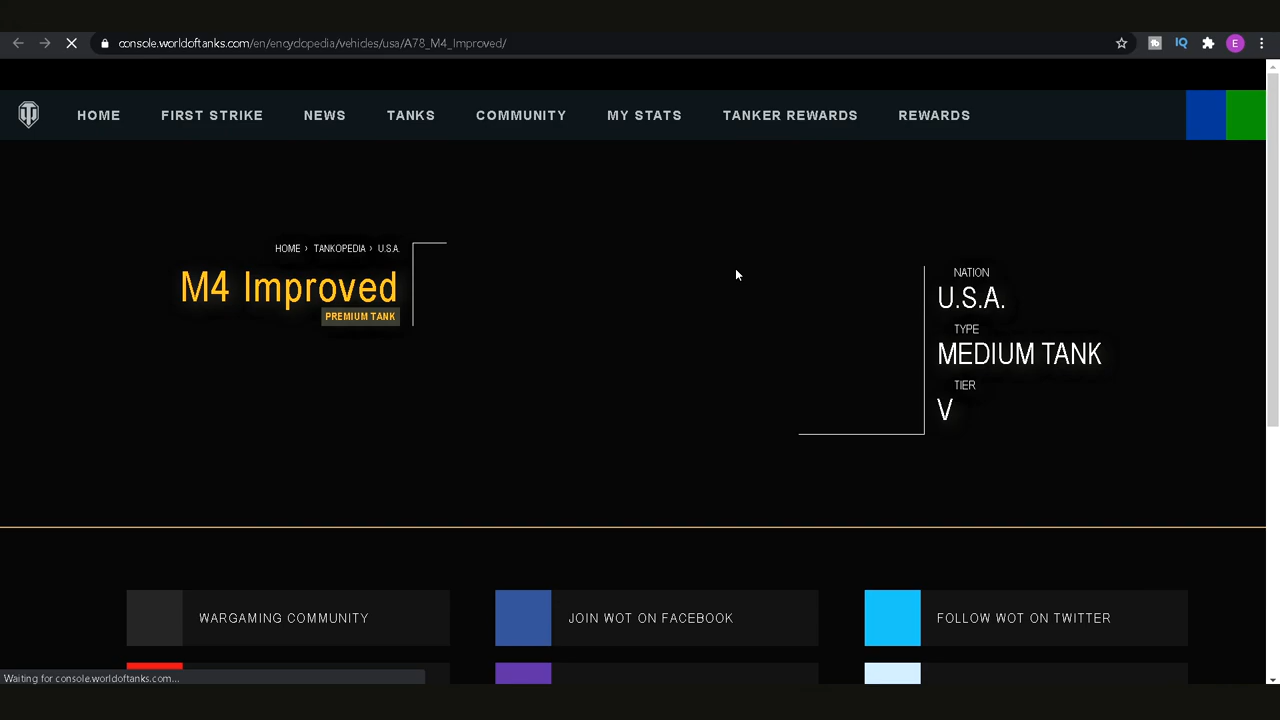 console.worldoftanks.com/en/encyclopedia/vehicles/usa/A78_M4_Improved/
IQ
E
HOME
FIRST STRIKE
NEWS
TANKS
COMMUNITY
MY STATS
TANKER REWARDS
REWARDS
HOME › TANKOPEDIA › U.S.A.
M4 Improved
PREMIUM TANK
NATION
U.S.A.
TYPE
MEDIUM TANK
TIER
V
WARGAMING COMMUNITY
JOIN WOT ON FACEBOOK
FOLLOW WOT ON TWITTER
Waiting for console.worldoftanks.com...